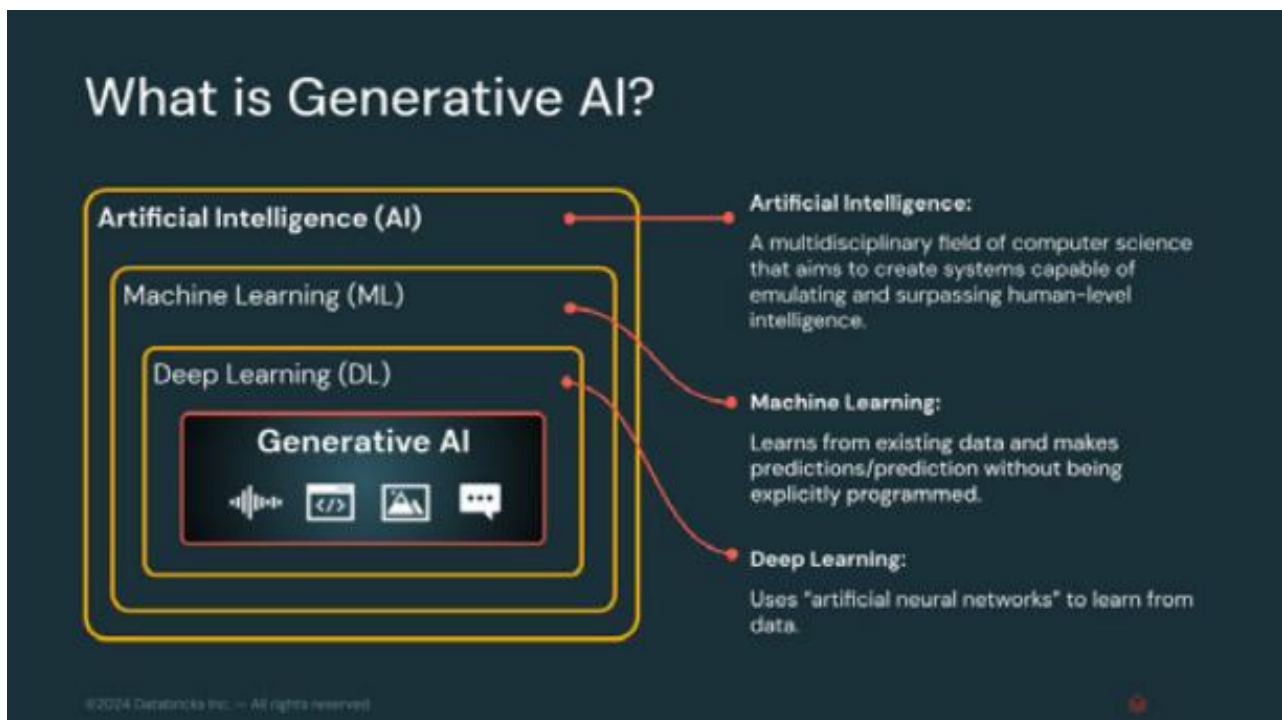 What is Generative AI?
Artificial Intelligence (AI)
Machine Learning (ML)
Deep Learning (DL)
Generative AI
</>
Artificial Intelligence:
A multidisciplinary field of computer science
that aims to create systems capable of
emulating and surpassing human-level
intelligence.
Machine Learning:
Learns from existing data and makes
predictions/prediction without being
explicitly programmed.
Deep Learning:
Uses "artificial neural networks" to learn from
data.
©2024 Databricks Inc. — All rights reserved